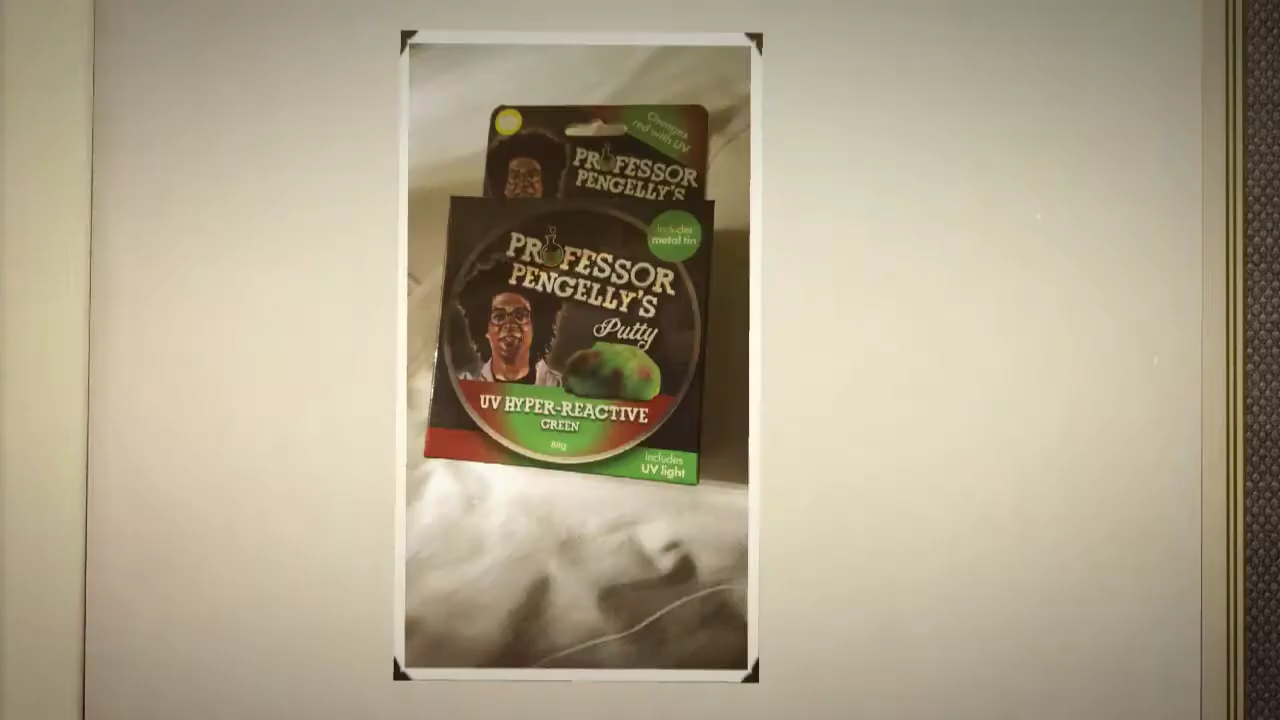 Changes
red with UV
PROFESSOR
PENGELLY'S
Includes
metal tin
PROFESSOR
PENGELLY'S
Putty
UV HYPER-REACTIVE
GREEN
88g
Includes
UV light